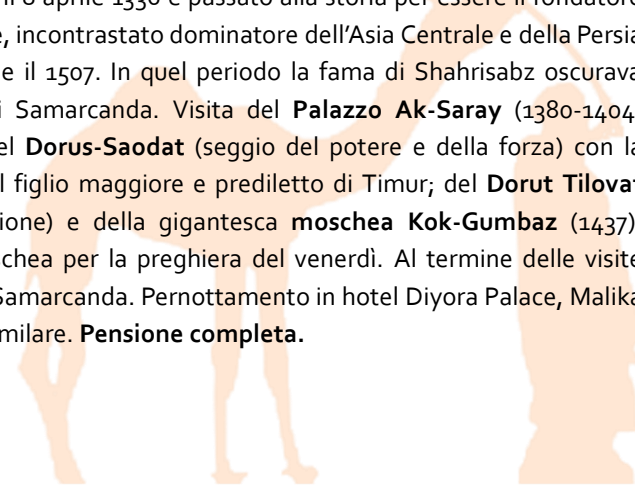 8 aprile 1336 e passato alla storia per essere il fondatore
, incontrastato dominatore dell'Asia Centrale e della Persia
e il 1507. In quel periodo la fama di Shahrisabz oscurava
i Samarcanda. Visita del Palazzo Ak-Saray (1380-1404
el Dorus-Saodat (seggio del potere e della forza) con la
l figlio maggiore e prediletto di Timur; del Dorut Tilovat
ione) e della gigantesca moschea Kok-Gumbaz (1437)
schea per la preghiera del venerdì. Al termine delle visite
Samarcanda. Pernottamento in hotel Diyora Palace, Malika
milare. Pensione completa.